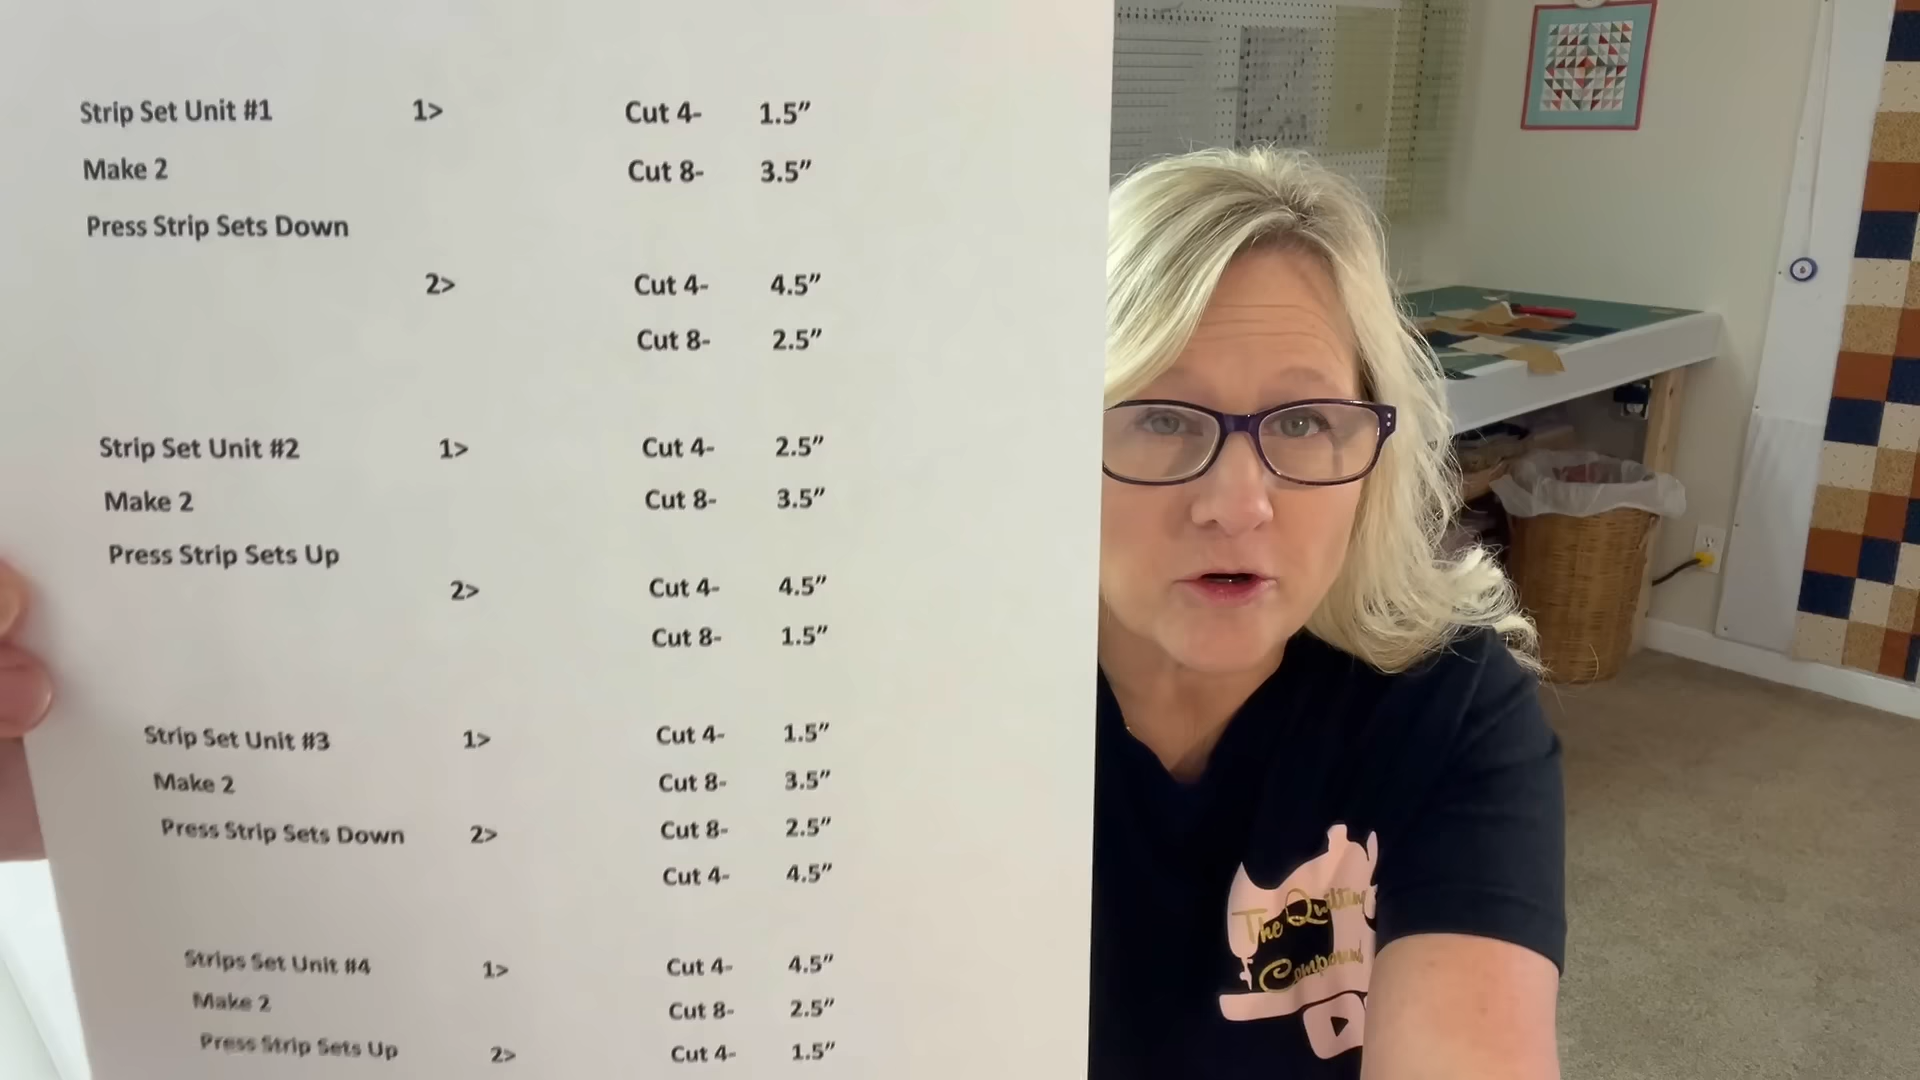 Strip Set Unit #1 1> Cut 4- 1.5"
Make 2 Cut 8- 3.5"
Press Strip Sets Down
2> Cut 4- 4.5"
Cut 8- 2.5"
Strip Set Unit #2 1> Cut 4- 2.5"
Make 2 Cut 8- 3.5"
Press Strip Sets Up
2> Cut 4- 4.5"
Cut 8- 1.5"
Strip Set Unit #3 1> Cut 4- 1.5"
Make 2 Cut 8- 3.5"
Press Strip Sets Down 2> Cut 8- 2.5"
Cut 4- 4.5"
Strips Set Unit #4 1> Cut 4- 4.5"
Make 2 Cut 8- 2.5"
Press Strip Sets Up 2> Cut 4- 1.5"
The Quilting
Compound